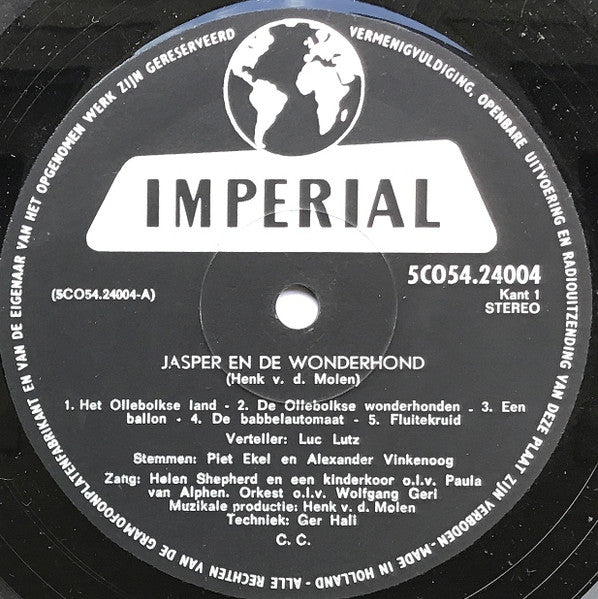 ALLE RECHTEN VAN DE GRAMOFOONPLATENFABRIKANT EN VAN DE EIGENAAR VAN HET OPGENOMEN WERK ZIJN GERESERVEERD
VERMENIGVULDIGING, OPENBARE UITVOERING EN RADIOUITZENDING VAN DEZE PLAAT ZIJN VERBODEN - MADE IN HOLLAND -
IMPERIAL
5CO54.24004
(5CO54.24004-A)
Kant 1
STEREO
JASPER EN DE WONDERHOND
(Henk v. d. Molen)
1. Het Ollebolkse land - 2. De Ollebolkse wonderhonden - 3. Een
ballon - 4. De babbelautomaat - 5. Fluitekruid
Verteller: Luc Lutz
Stemmen: Piet Ekel en Alexander Vinkenoog
Zang: Helen Shepherd en een kinderkoor o.l.v. Paula
van Alphen. Orkest o.l.v. Wolfgang Geri
Muzikale produktie: Henk v. d. Molen
Techniek: Ger Hall
C. C.